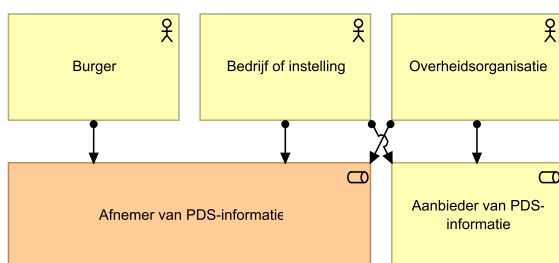 Burger
Bedrijf of instelling
Overheidsorganisatie
Afnemer van PDS-informatie
Aanbieder van PDS-
informatie